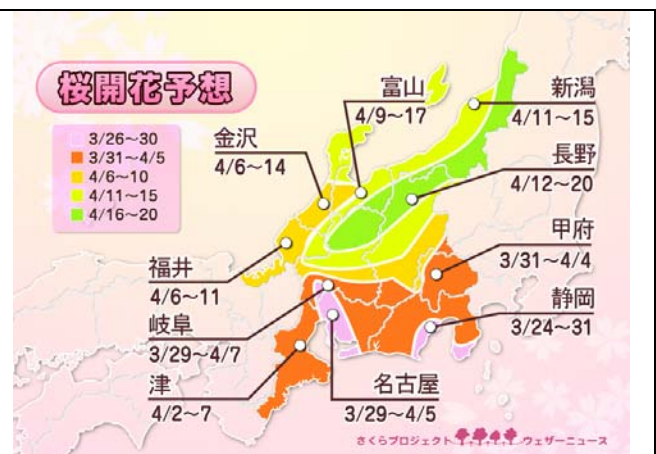 桜開花予想
3/26～30
3/31～4/5
4/6～10
4/11～15
4/16～20
金沢
4/6～14
富山
4/9～17
新潟
4/11～15
長野
4/12～20
甲府
3/31～4/4
静岡
3/24～31
福井
4/6～11
岐阜
3/29～4/7
津
4/2～7
名古屋
3/29～4/5
さくらプロジェクト ウェザーニュース